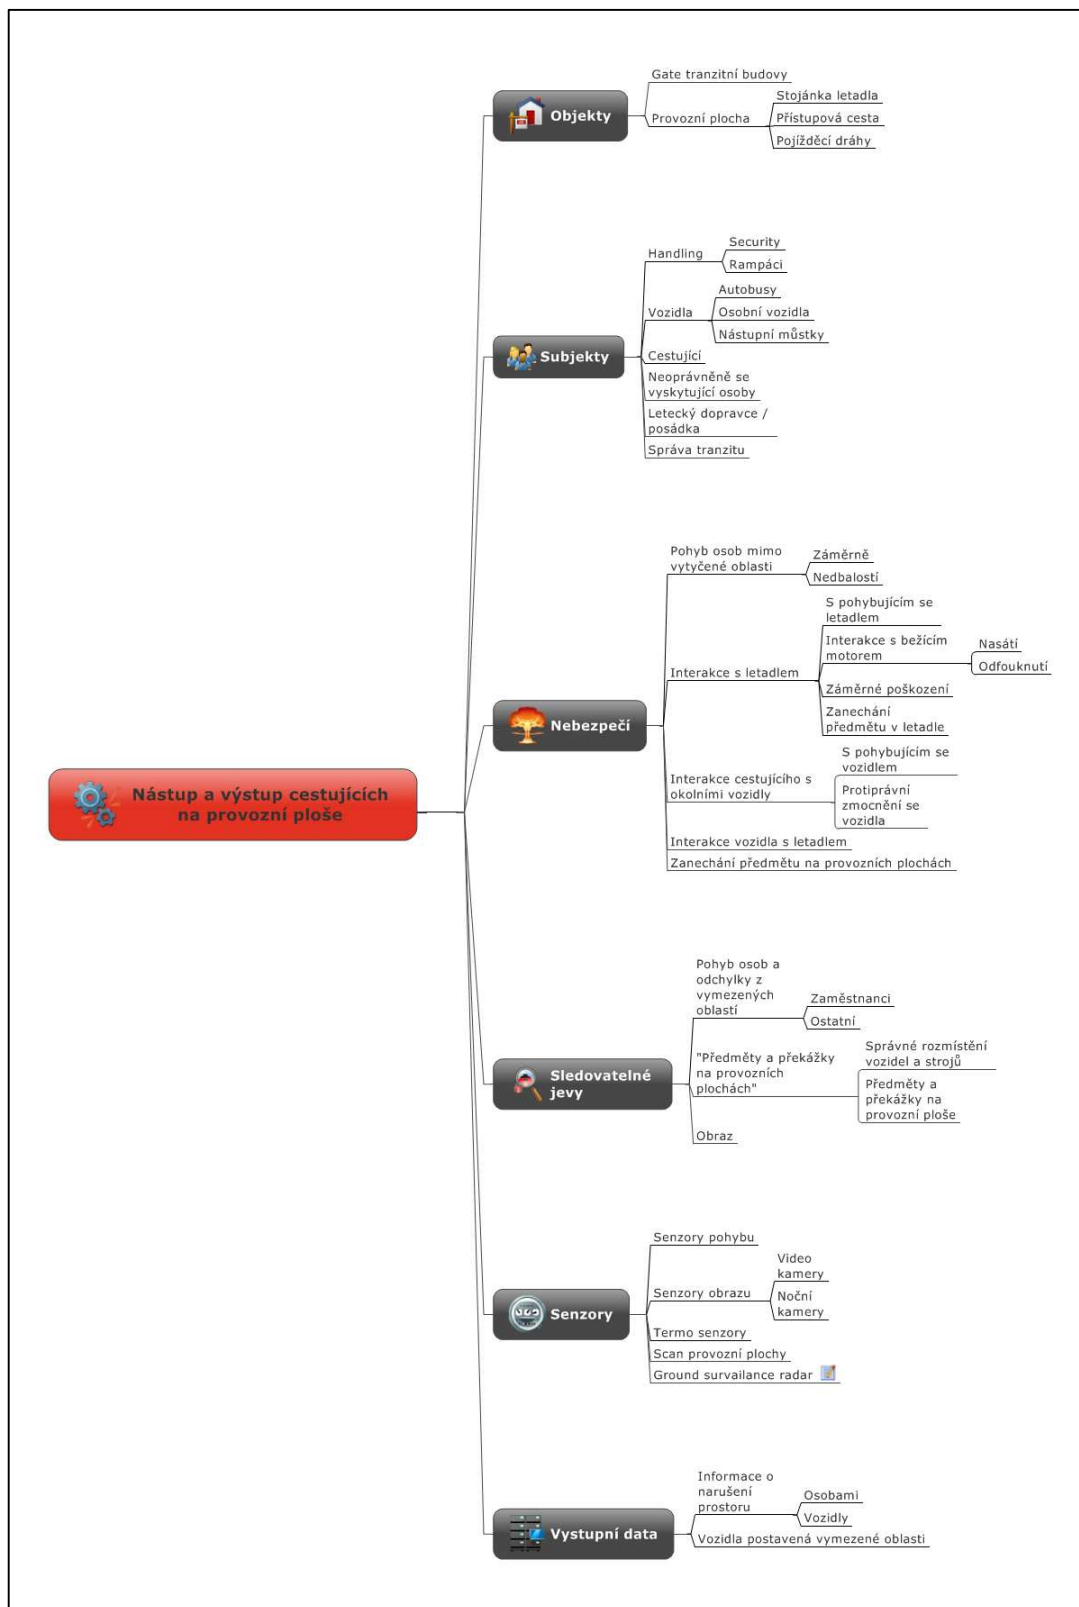 Nástup a výstup cestujících
na provozní ploše
Objekty
Gate tranzitní budovy
Provozní plocha
Stojánka letadla
Přístupová cesta
Pojížděcí dráhy
Subjekty
Handling
Security
Rampáci
Vozidla
Autobusy
Osobní vozidla
Nástupní můstky
Cestující
Neoprávněně se
vyskytující osoby
Letecký dopravce /
posádka
Správa tranzitu
Nebezpečí
Pohyb osob mimo
vytyčené oblasti
Záměrně
Nedbalostí
Interakce s letadlem
S pohybujícím se
letadlem
Interakce s bežícím
motorem
Nasátí
Odfouknutí
Záměrné poškození
Zanechání
předmětu v letadle
Interakce cestujícího s
okolními vozidly
S pohybujícím se
vozidlem
Protiprávní
zmocnění se
vozidla
Interakce vozidla s letadlem
Zanechání předmětu na provozních plochách
Sledovatelné
jevy
Pohyb osob a
odchylky z
vymezených
oblastí
Zaměstnanci
Ostatní
"Předměty a překážky
na provozních
plochách"
Správné rozmístění
vozidel a strojů
Předměty a
překážky na
provozní ploše
Obraz
Senzory
Senzory pohybu
Senzory obrazu
Video
kamery
Noční
kamery
Termo senzory
Scan provozní plochy
Ground survailance radar
Vystupní data
Informace o
narušení
prostoru
Osobami
Vozidly
Vozidla postavená vymezené oblasti